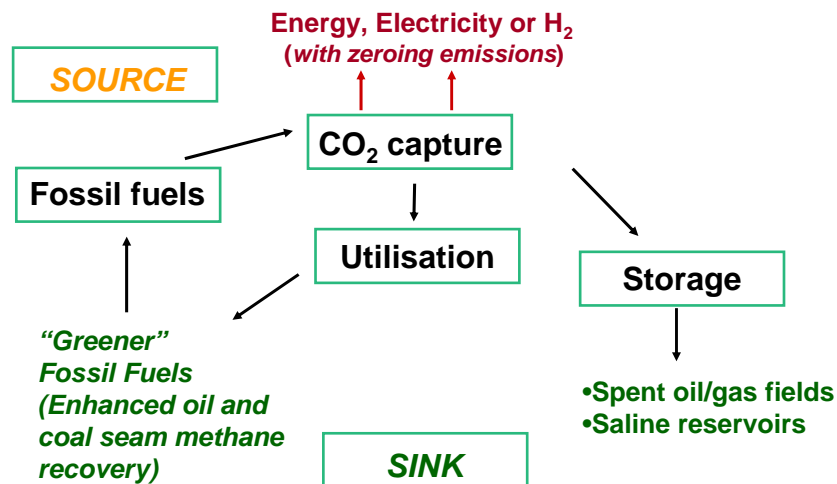 Energy, Electricity or H₂
(with zeroing emissions)
SOURCE
CO₂ capture
Fossil fuels
Utilisation
Storage
“Greener”
Fossil Fuels
(Enhanced oil and
coal seam methane
recovery)
•Spent oil/gas fields
•Saline reservoirs
SINK